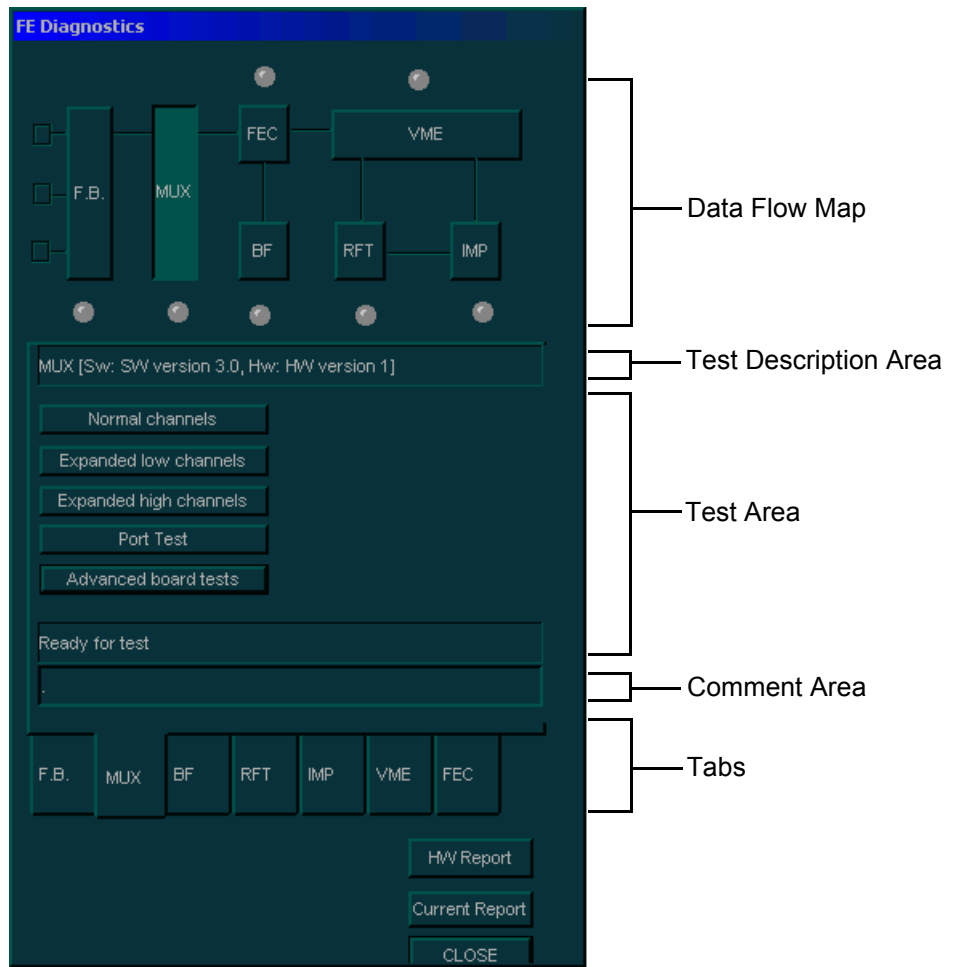 FE Diagnostics
FEC
VME
F.B.
MUX
BF
RFT
IMP
Data Flow Map
MUX [Sw: SW version 3.0, Hw: HW version 1]
Test Description Area
Normal channels
Expanded low channels
Expanded high channels
Port Test
Advanced board tests
Test Area
Ready for test
.
Comment Area
F.B.
MUX
BF
RFT
IMP
VME
FEC
Tabs
HW Report
Current Report
CLOSE